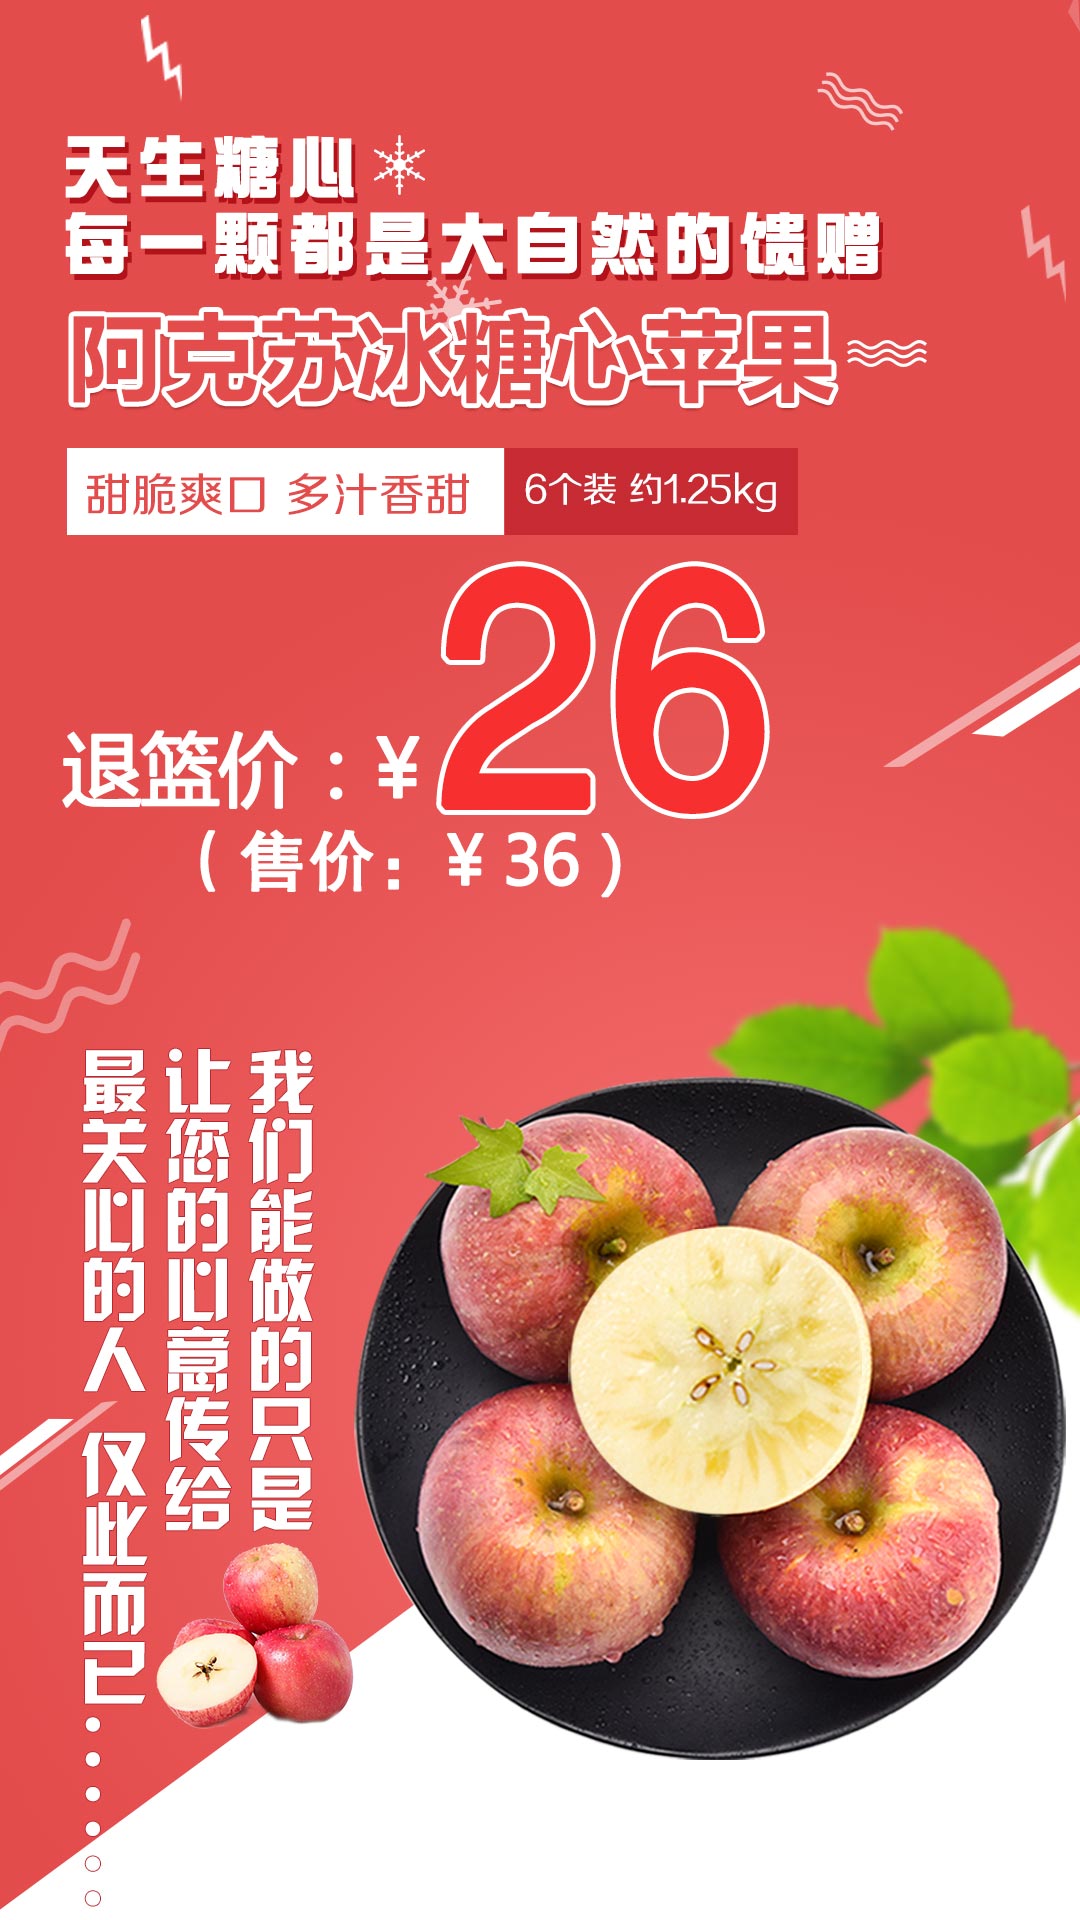 天生糖心
每一颗都是大自然的馈赠
阿克苏冰糖心苹果
甜脆爽口 多汁香甜
6个装 约1.25kg
退篮价：¥26
（售价：¥36）
我们能做的只是
让您的心意传给
最关心的人 仅此而已······